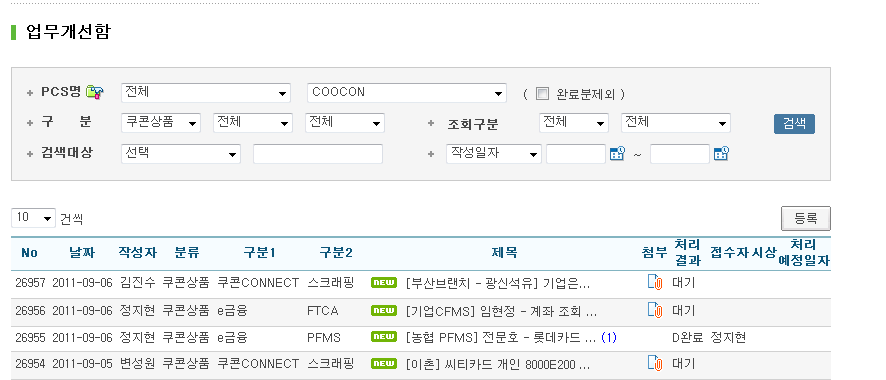 업무개선함
PCS명 전체 COOCON ( 완료분제외 )
구 분 쿠콘상품 전체 전체 조회구분 전체 전체 검색
검색대상 선택 작성일자 ~
10 건씩 등록
No 날짜 작성자 분류 구분1 구분2 제목 첨부 처리결과 접수자 시상 처리예정일자
26957 2011-09-06 김진수 쿠콘상품 쿠콘CONNECT 스크래핑 NEW [부산브랜치 - 광신석유] 기업은... 대기
26956 2011-09-06 정지현 쿠콘상품 e금융 FTCA NEW [기업CFMS] 임현정 - 계좌 조회 ... 대기
26955 2011-09-06 정지현 쿠콘상품 e금융 PFMS NEW [농협 PFMS] 전문호 - 롯데카드 ... (1) D완료 정지현
26954 2011-09-05 변성원 쿠콘상품 쿠콘CONNECT 스크래핑 NEW [이촌] 씨티카드 개인 8000E200 ... 대기